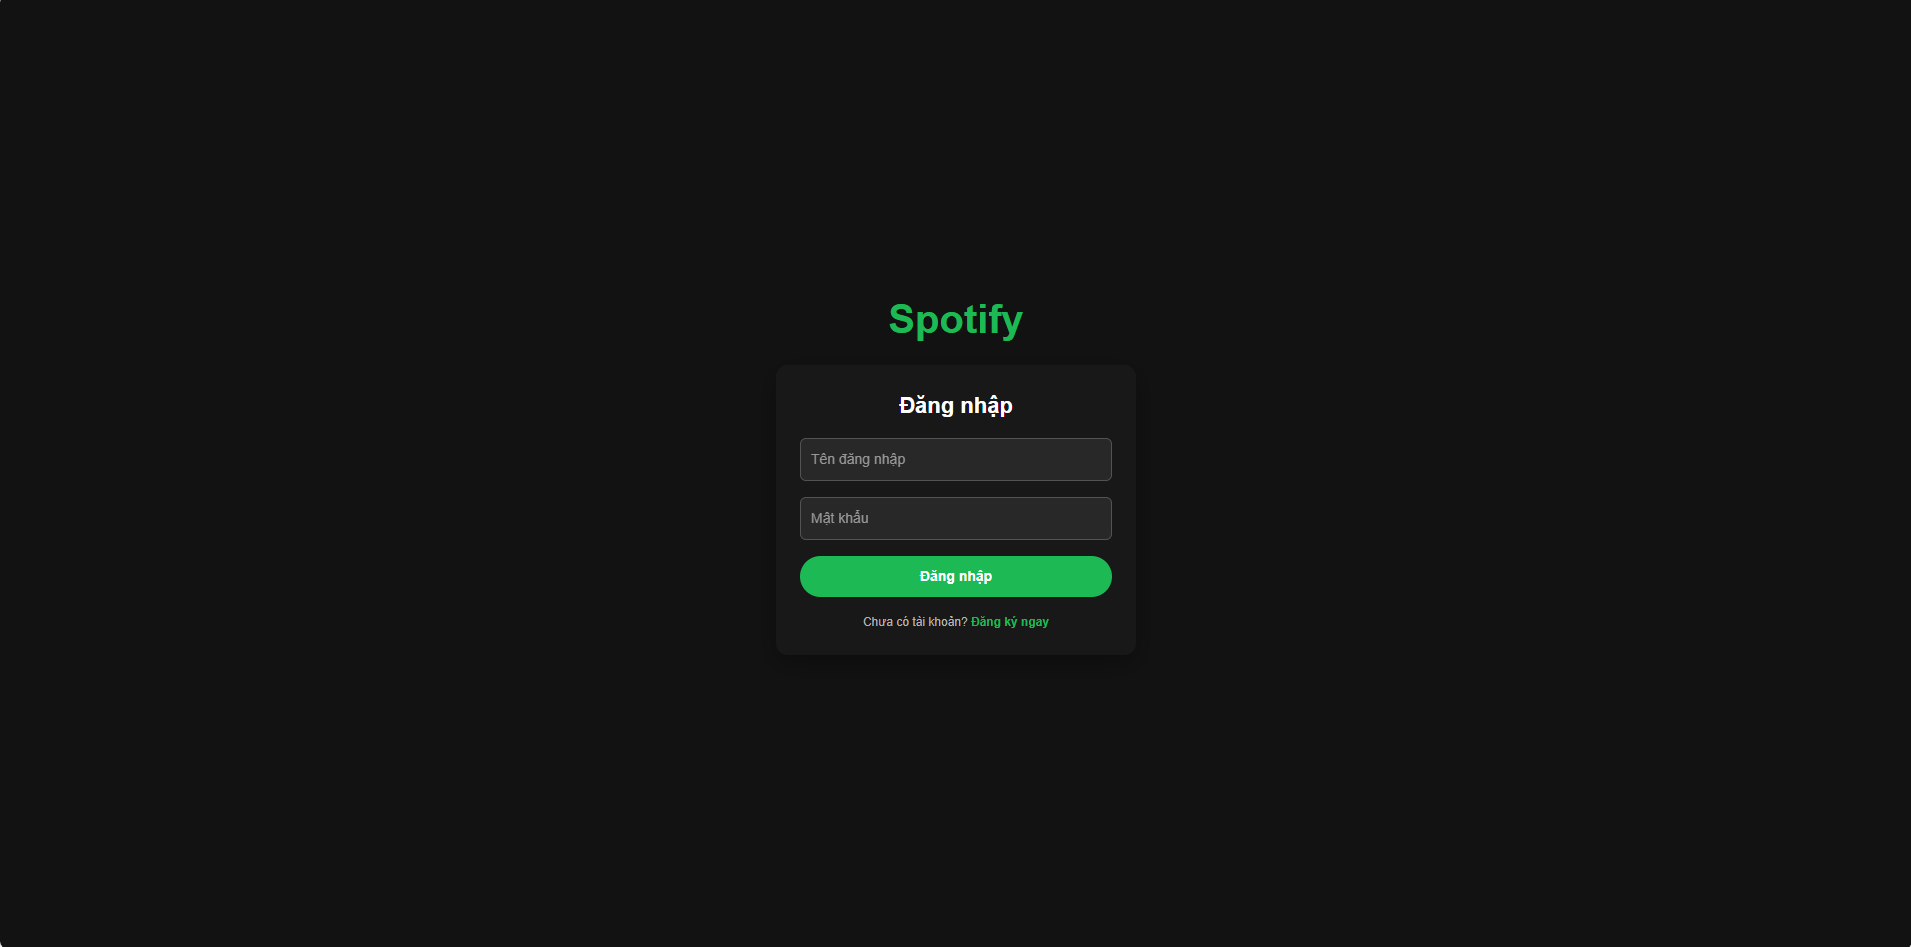 Spotify
Đăng nhập
Tên đăng nhập
Mật khẩu
Đăng nhập
Chưa có tài khoản? Đăng ký ngay